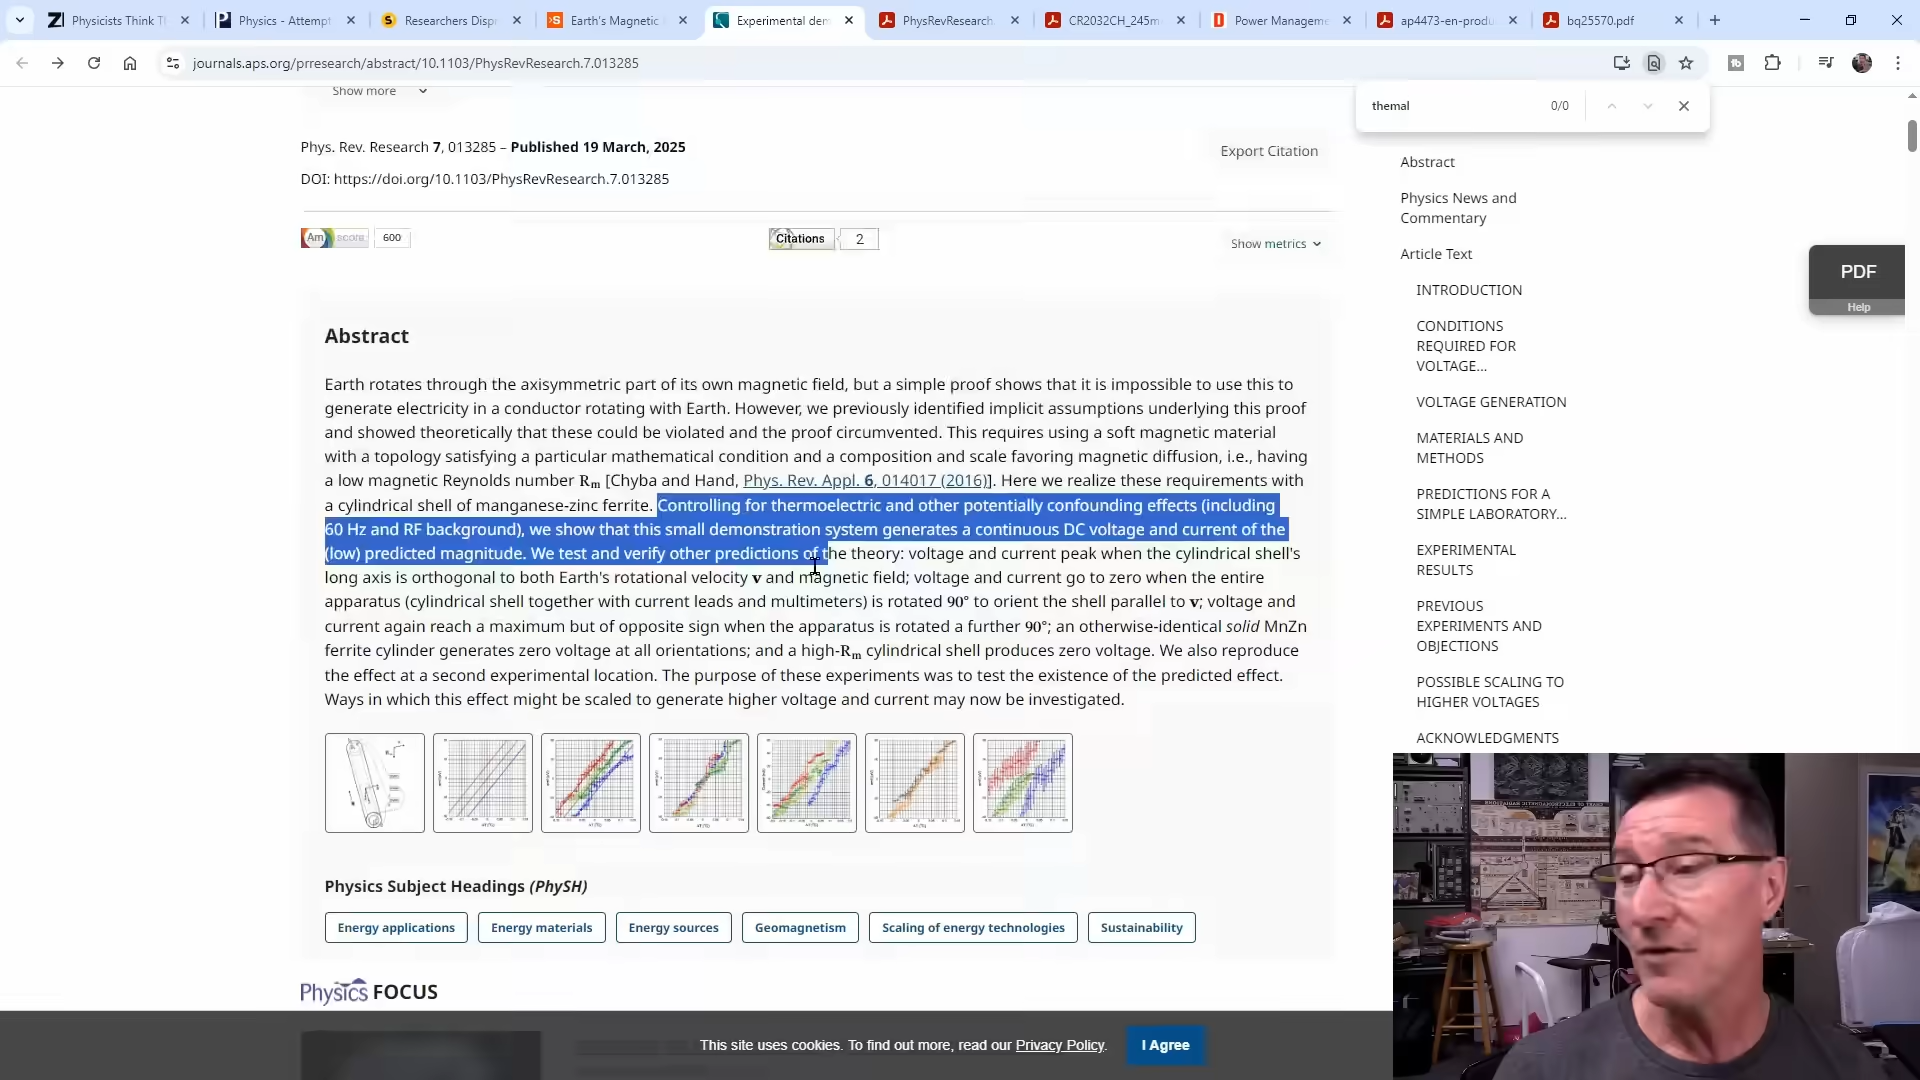 Physicists Think Th
Physics - Attempt
Researchers Disp
Earth's Magnetic
Experimental dem
PhysRevResearch.
CR2032CH_245m
Power Manageme
ap4473-en-produ
bq25570.pdf
journals.aps.org/prresearch/abstract/10.1103/PhysRevResearch.7.013285
themal
0/0
Show more
Phys. Rev. Research 7, 013285 – Published 19 March, 2025
Export Citation
DOI: https://doi.org/10.1103/PhysRevResearch.7.013285
Am score 600
Citations 2
Show metrics
Abstract
Earth rotates through the axisymmetric part of its own magnetic field, but a simple proof shows that it is impossible to use this to
generate electricity in a conductor rotating with Earth. However, we previously identified implicit assumptions underlying this proof
and showed theoretically that these could be violated and the proof circumvented. This requires using a soft magnetic material
with a topology satisfying a particular mathematical condition and a composition and scale favoring magnetic diffusion, i.e., having
a low magnetic Reynolds number Rm [Chyba and Hand, Phys. Rev. Appl. 6, 014017 (2016)]. Here we realize these requirements with
a cylindrical shell of manganese-zinc ferrite. Controlling for thermoelectric and other potentially confounding effects (including
60 Hz and RF background), we show that this small demonstration system generates a continuous DC voltage and current of the
(low) predicted magnitude. We test and verify other predictions of the theory: voltage and current peak when the cylindrical shell's
long axis is orthogonal to both Earth's rotational velocity v and magnetic field; voltage and current go to zero when the entire
apparatus (cylindrical shell together with current leads and multimeters) is rotated 90° to orient the shell parallel to v; voltage and
current again reach a maximum but of opposite sign when the apparatus is rotated a further 90°; an otherwise-identical solid MnZn
ferrite cylinder generates zero voltage at all orientations; and a high-Rm cylindrical shell produces zero voltage. We also reproduce
the effect at a second experimental location. The purpose of these experiments was to test the existence of the predicted effect.
Ways in which this effect might be scaled to generate higher voltage and current may now be investigated.
Physics Subject Headings (PhySH)
Energy applications
Energy materials
Energy sources
Geomagnetism
Scaling of energy technologies
Sustainability
Physics FOCUS
This site uses cookies. To find out more, read our Privacy Policy.
I Agree
Abstract
Physics News and
Commentary
Article Text
INTRODUCTION
CONDITIONS
REQUIRED FOR
VOLTAGE...
VOLTAGE GENERATION
MATERIALS AND
METHODS
PREDICTIONS FOR A
SIMPLE LABORATORY...
EXPERIMENTAL
RESULTS
PREVIOUS
EXPERIMENTS AND
OBJECTIONS
POSSIBLE SCALING TO
HIGHER VOLTAGES
ACKNOWLEDGMENTS
PDF
Help